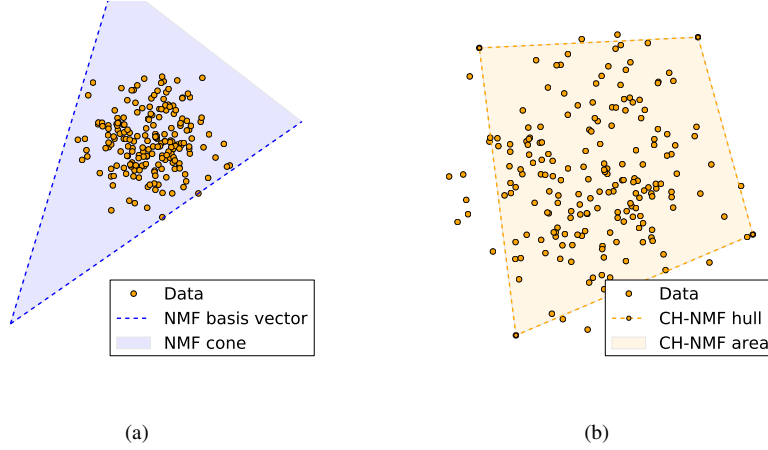 Data
NMF basis vector
NMF cone
(a)
Data
CH-NMF hull
CH-NMF area
(b)